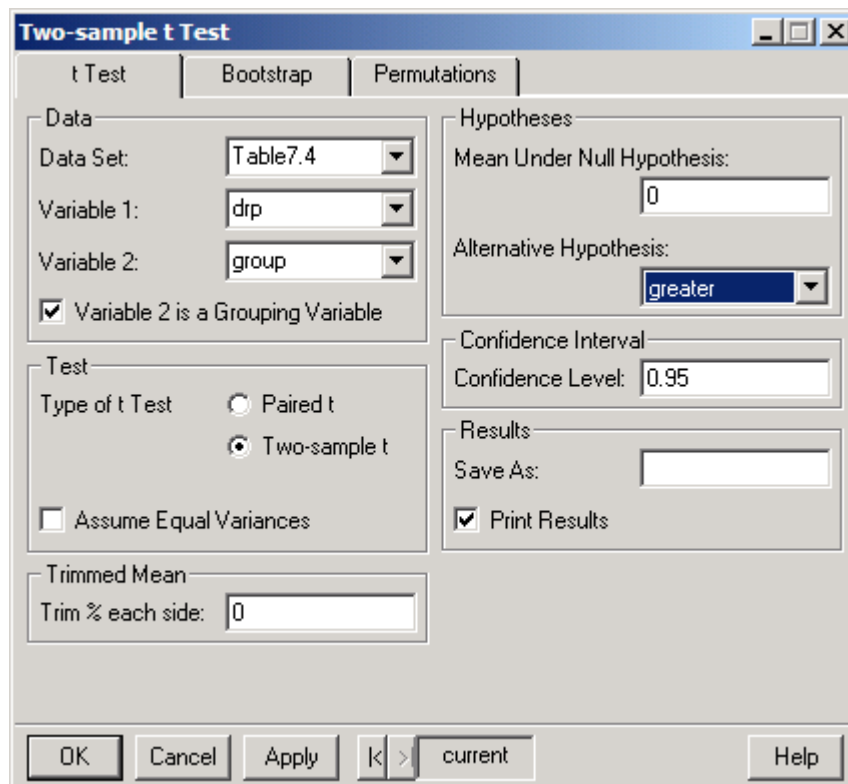 Two-sample t Test
t Test
Bootstrap
Permutations
Data
Data Set:
Table7.4
Variable 1:
drp
Variable 2:
group
Variable 2 is a Grouping Variable
Test
Type of t Test
Paired t
Two-sample t
Assume Equal Variances
Trimmed Mean
Trim % each side:
0
Hypotheses
Mean Under Null Hypothesis:
0
Alternative Hypothesis:
greater
Confidence Interval
Confidence Level:
0.95
Results
Save As:
Print Results
OK
Cancel
Apply
current
Help